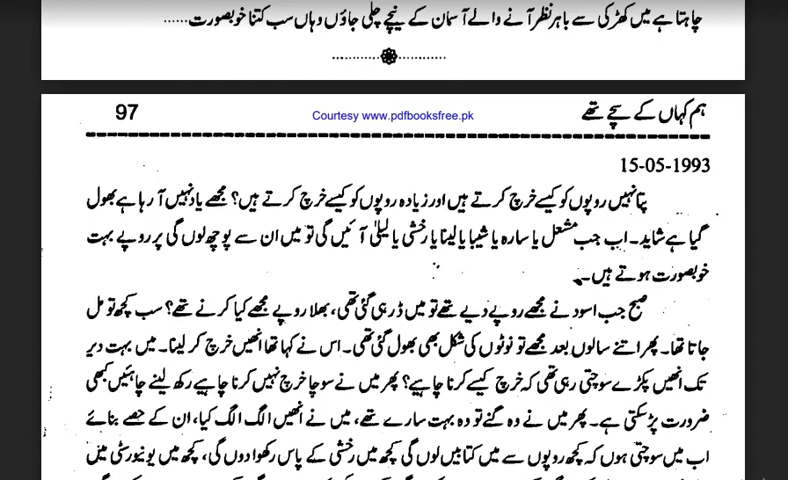 چاہتا ہے میں کھڑکی سے باہر نظر آنے والے آسمان کے نیچے چلی جاؤں وہاں سب کتنا خوبصورت......
ہم کہاں کے سچے تھے
Courtesy www.pdfbooksfree.pk
97
15-05-1993
پتا نہیں روپوں کو کیسے خرچ کرتے ہیں اور زیادہ روپوں کو کیسے خرچ کرتے ہیں؟ مجھے یاد نہیں آ رہا ہے بھول
گیا ہے شاید۔ اب جب مشعل یا سارہ یا شیبا یا لینا یا رخشی یا لیلیٰ آئیں گی تو میں ان سے پوچھ لوں گی پر روپے بہت
خوبصورت ہوتے ہیں۔
صبح جب اسود نے مجھے روپے دیے تھے تو میں ڈر ہی گئی تھی، بھلا روپے مجھے کیا کرنے تھے؟ سب کچھ تو مل
جاتا تھا۔ پھر اتنے سالوں بعد مجھے تو نوٹوں کی شکل بھی بھول گئی تھی۔ اس نے کہا تھا انھیں خرچ کر لینا۔ میں بہت دیر
تک انھیں پکڑے سوچتی رہی تھی کہ خرچ کیسے کرنا چاہیے؟ پھر میں نے سوچا خرچ نہیں کرنا چاہیے رکھ لینے چاہئیں کبھی
ضرورت پڑ سکتی ہے۔ پھر میں نے وہ گنے تو وہ بہت سارے تھے، میں نے انھیں الگ الگ کیا، ان کے حصے بنائے
اب میں سوچتی ہوں کہ کچھ روپوں سے میں کتابیں لوں گی کچھ میں رخشی کے پاس رکھوا دوں گی، کچھ میں یونیورسٹی میں